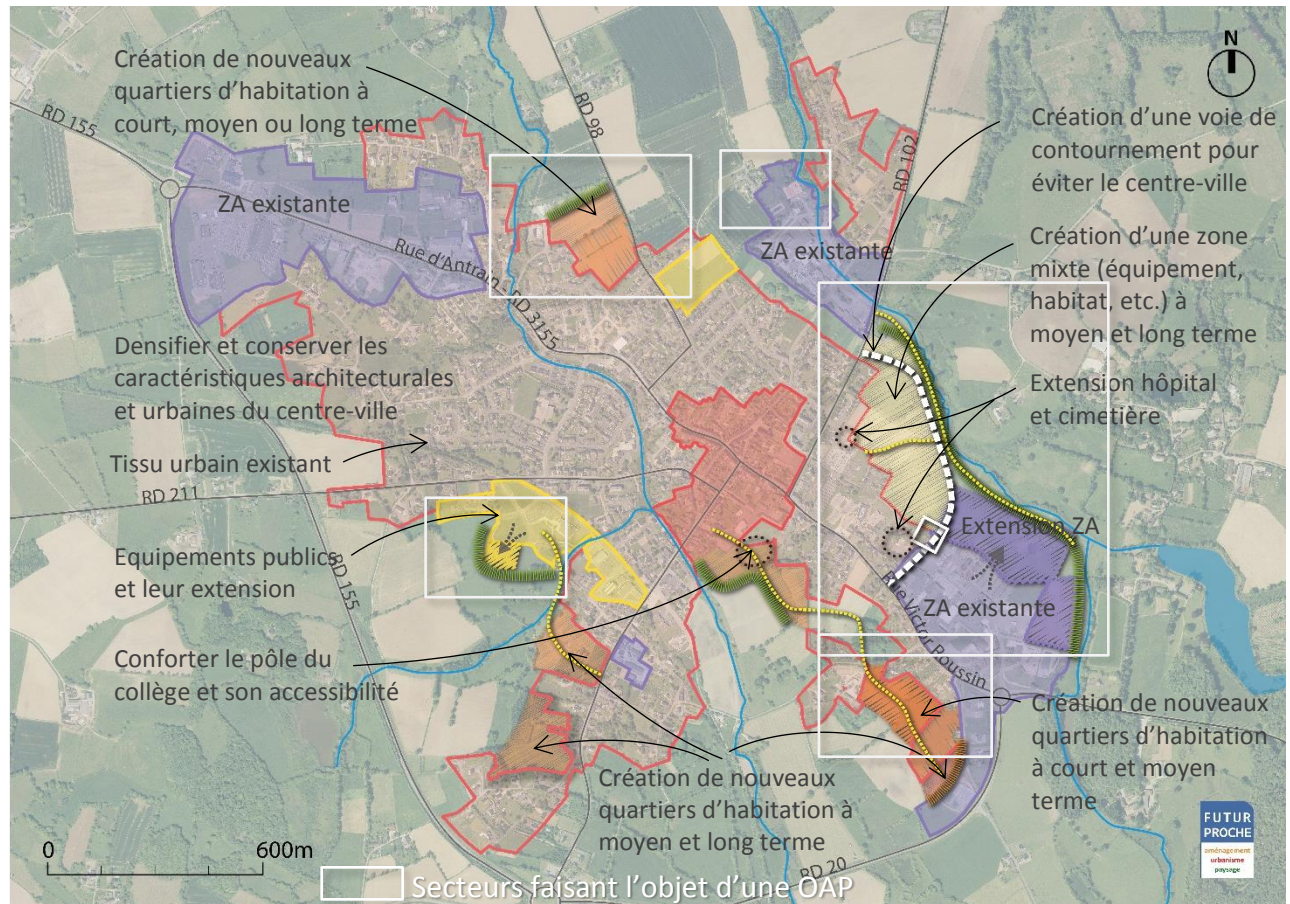 Création de nouveaux
quartiers d'habitation à
court, moyen ou long terme
N
RD 155
RD 98
RD 102
Création d'une voie de
contournement pour
éviter le centre-ville
ZA existante
Rue d'Antrain - RD 3155
ZA existante
Création d'une zone
mixte (équipement,
habitat, etc.) à
moyen et long terme
Densifier et conserver les
caractéristiques architecturales
et urbaines du centre-ville
Extension hôpital
et cimetière
Tissu urbain existant
RD 211
Extension ZA
Equipements publics
et leur extension
RD 155
ZA existante
Rue Victor Roussin
Conforter le pôle du
collège et son accessibilité
Création de nouveaux
quartiers d'habitation
à court et moyen
terme
Création de nouveaux
quartiers d'habitation à
moyen et long terme
RD 20
0 600m
Secteurs faisant l'objet d'une OAP
FUTUR
PROCHE
aménagement
urbanisme
paysage